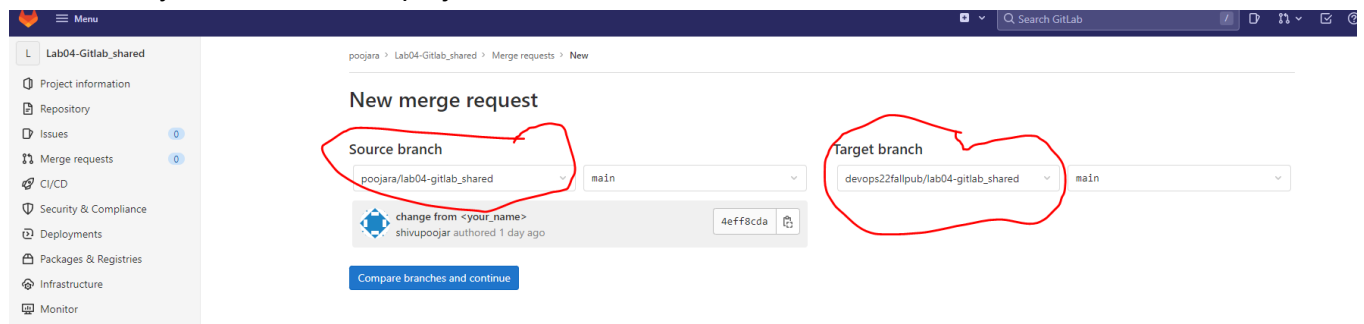 Menu
Search GitLab
/
L Lab04-Gitlab_shared
Project information
Repository
Issues 0
Merge requests 0
CI/CD
Security & Compliance
Deployments
Packages & Registries
Infrastructure
Monitor
poojara > Lab04-Gitlab_shared > Merge requests > New
New merge request
Source branch
poojara/lab04-gitlab_shared main
change from <your_name>
shivupoojar authored 1 day ago
4eff8cda
Target branch
devops22fallpub/lab04-gitlab_shared main
Compare branches and continue